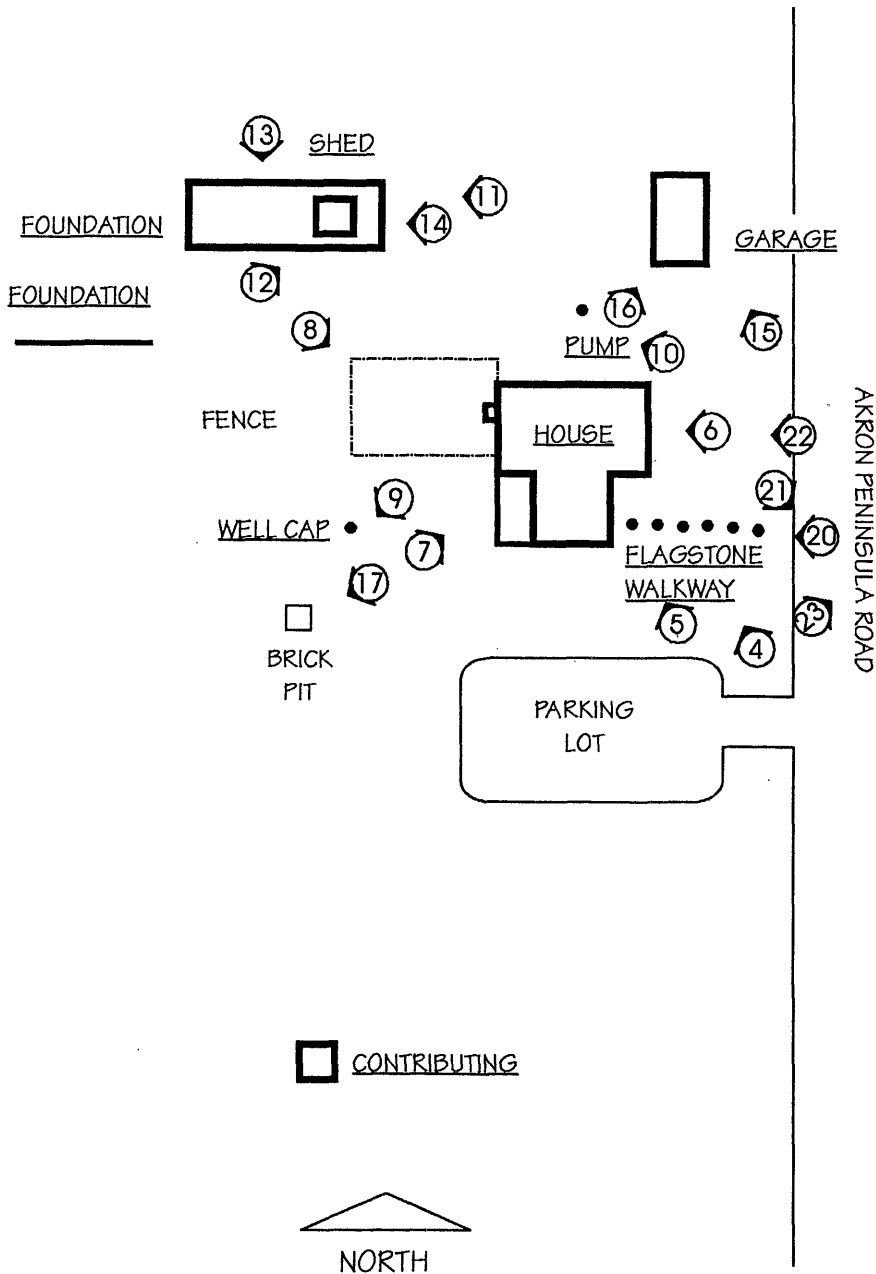 13
SHED
11
FOUNDATION
14
GARAGE
12
FOUNDATION
16
8
15
PUMP
10
AKRON PENINSULA ROAD
FENCE
HOUSE
6
22
9
21
WELL CAP
7
20
FLAGSTONE
WALKWAY
17
5
23
4
BRICK
PIT
PARKING
LOT
CONTRIBUTING
NORTH